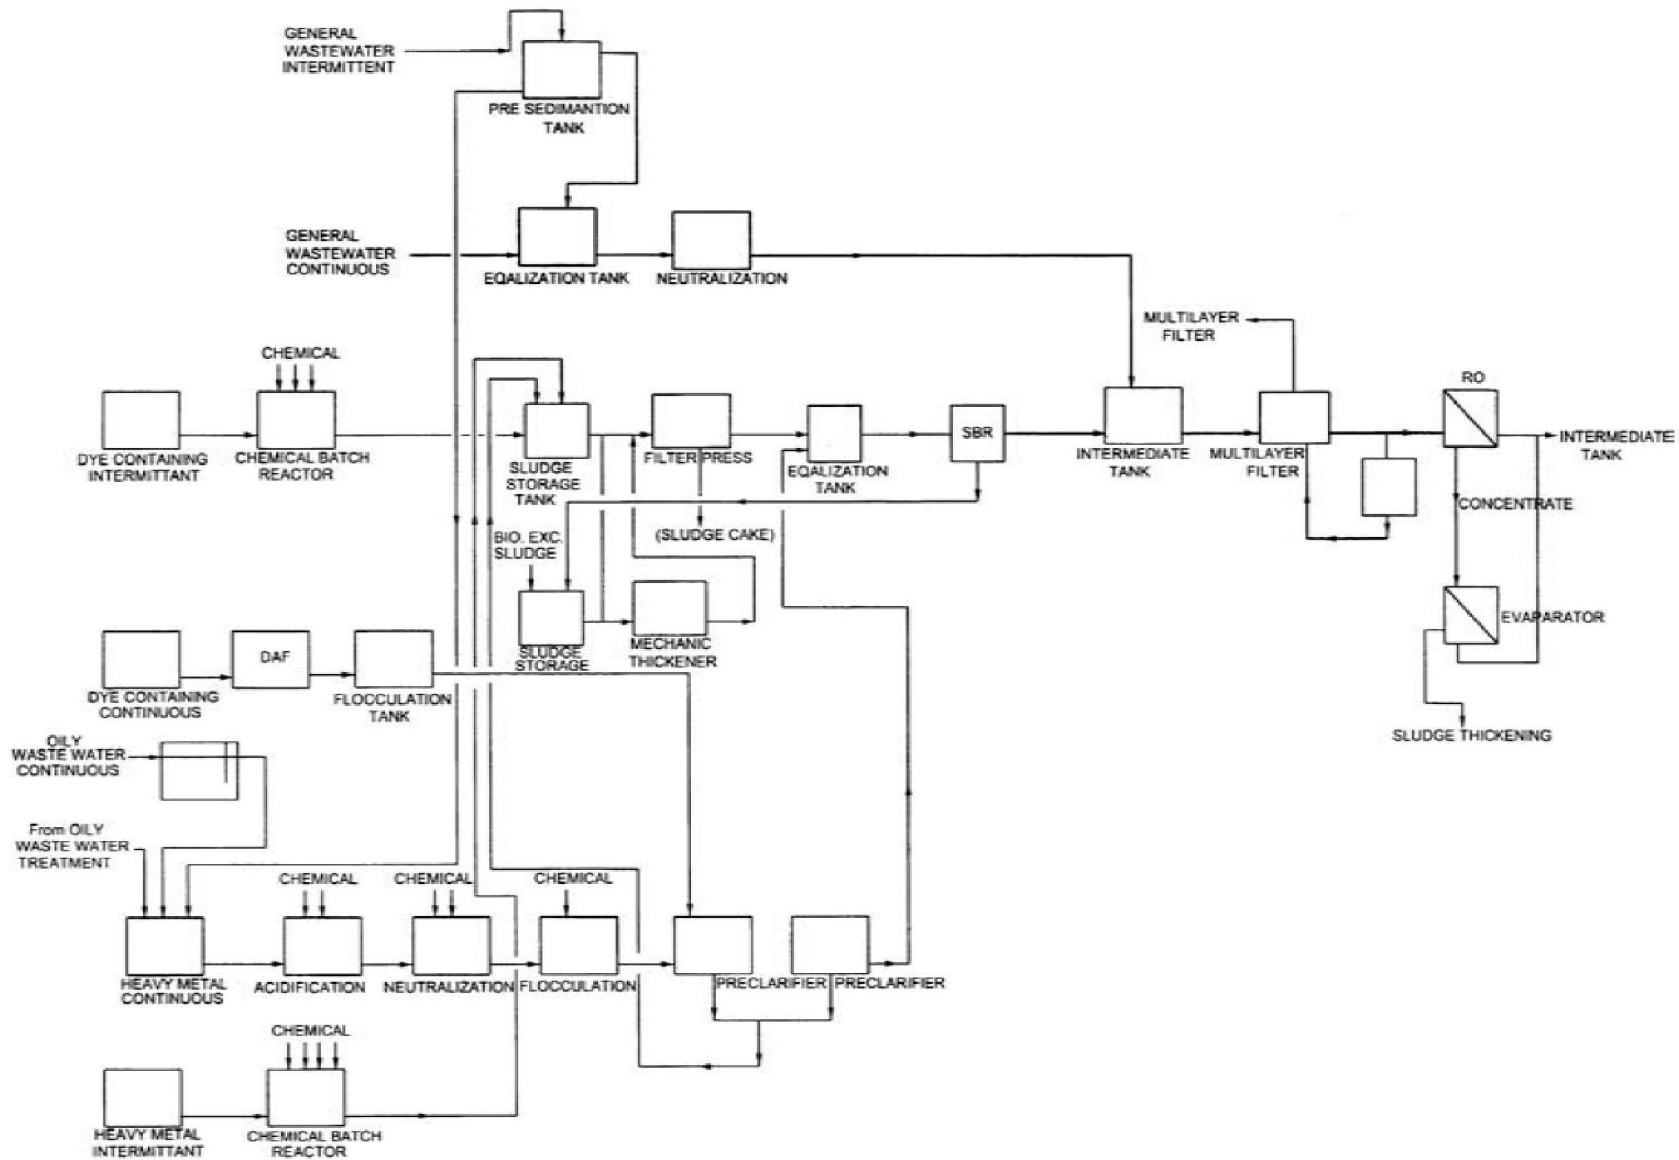 GENERAL
WASTEWATER
INTERMITTENT
PRE SEDIMANTION
TANK
GENERAL
WASTEWATER
CONTINUOUS
EQALIZATION TANK
NEUTRALIZATION
MULTILAYER
FILTER
CHEMICAL
RO
DYE CONTAINING
INTERMITTANT
CHEMICAL BATCH
REACTOR
SLUDGE
STORAGE
TANK
FILTER PRESS
EQALIZATION
TANK
SBR
INTERMEDIATE
TANK
MULTILAYER
FILTER
INTERMEDIATE
TANK
CONCENTRATE
(SLUDGE CAKE)
BIO. EXC.
SLUDGE
SLUDGE
STORAGE
MECHANIC
THICKENER
EVAPARATOR
SLUDGE THICKENING
DAF
DYE CONTAINING
CONTINUOUS
FLOCCULATION
TANK
OILY
WASTE WATER
CONTINUOUS
From OILY
WASTE WATER
TREATMENT
CHEMICAL
CHEMICAL
CHEMICAL
HEAVY METAL
CONTINUOUS
ACIDIFICATION
NEUTRALIZATION
FLOCCULATION
PRECLARIFIER
PRECLARIFIER
CHEMICAL
HEAVY METAL
INTERMITTANT
CHEMICAL BATCH
REACTOR